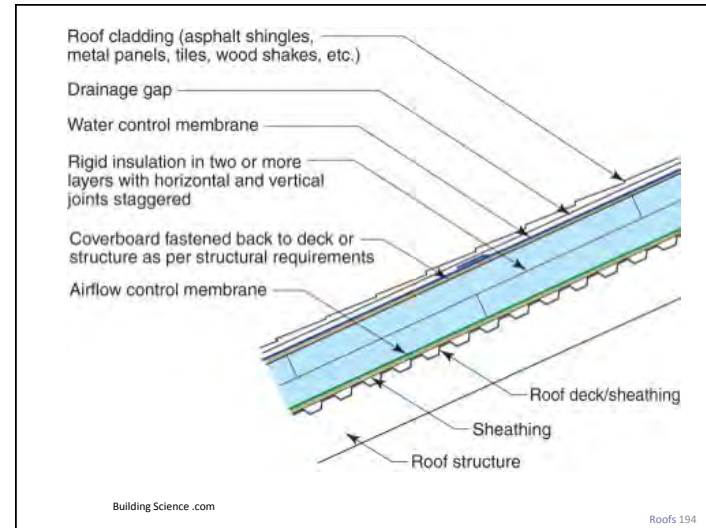 Roof cladding (asphalt shingles,
metal panels, tiles, wood shakes, etc.)
Drainage gap
Water control membrane
Rigid insulation in two or more
layers with horizontal and vertical
joints staggered
Coverboard fastened back to deck or
structure as per structural requirements
Airflow control membrane
Roof deck/sheathing
Sheathing
Roof structure
Building Science .com
Roofs 194